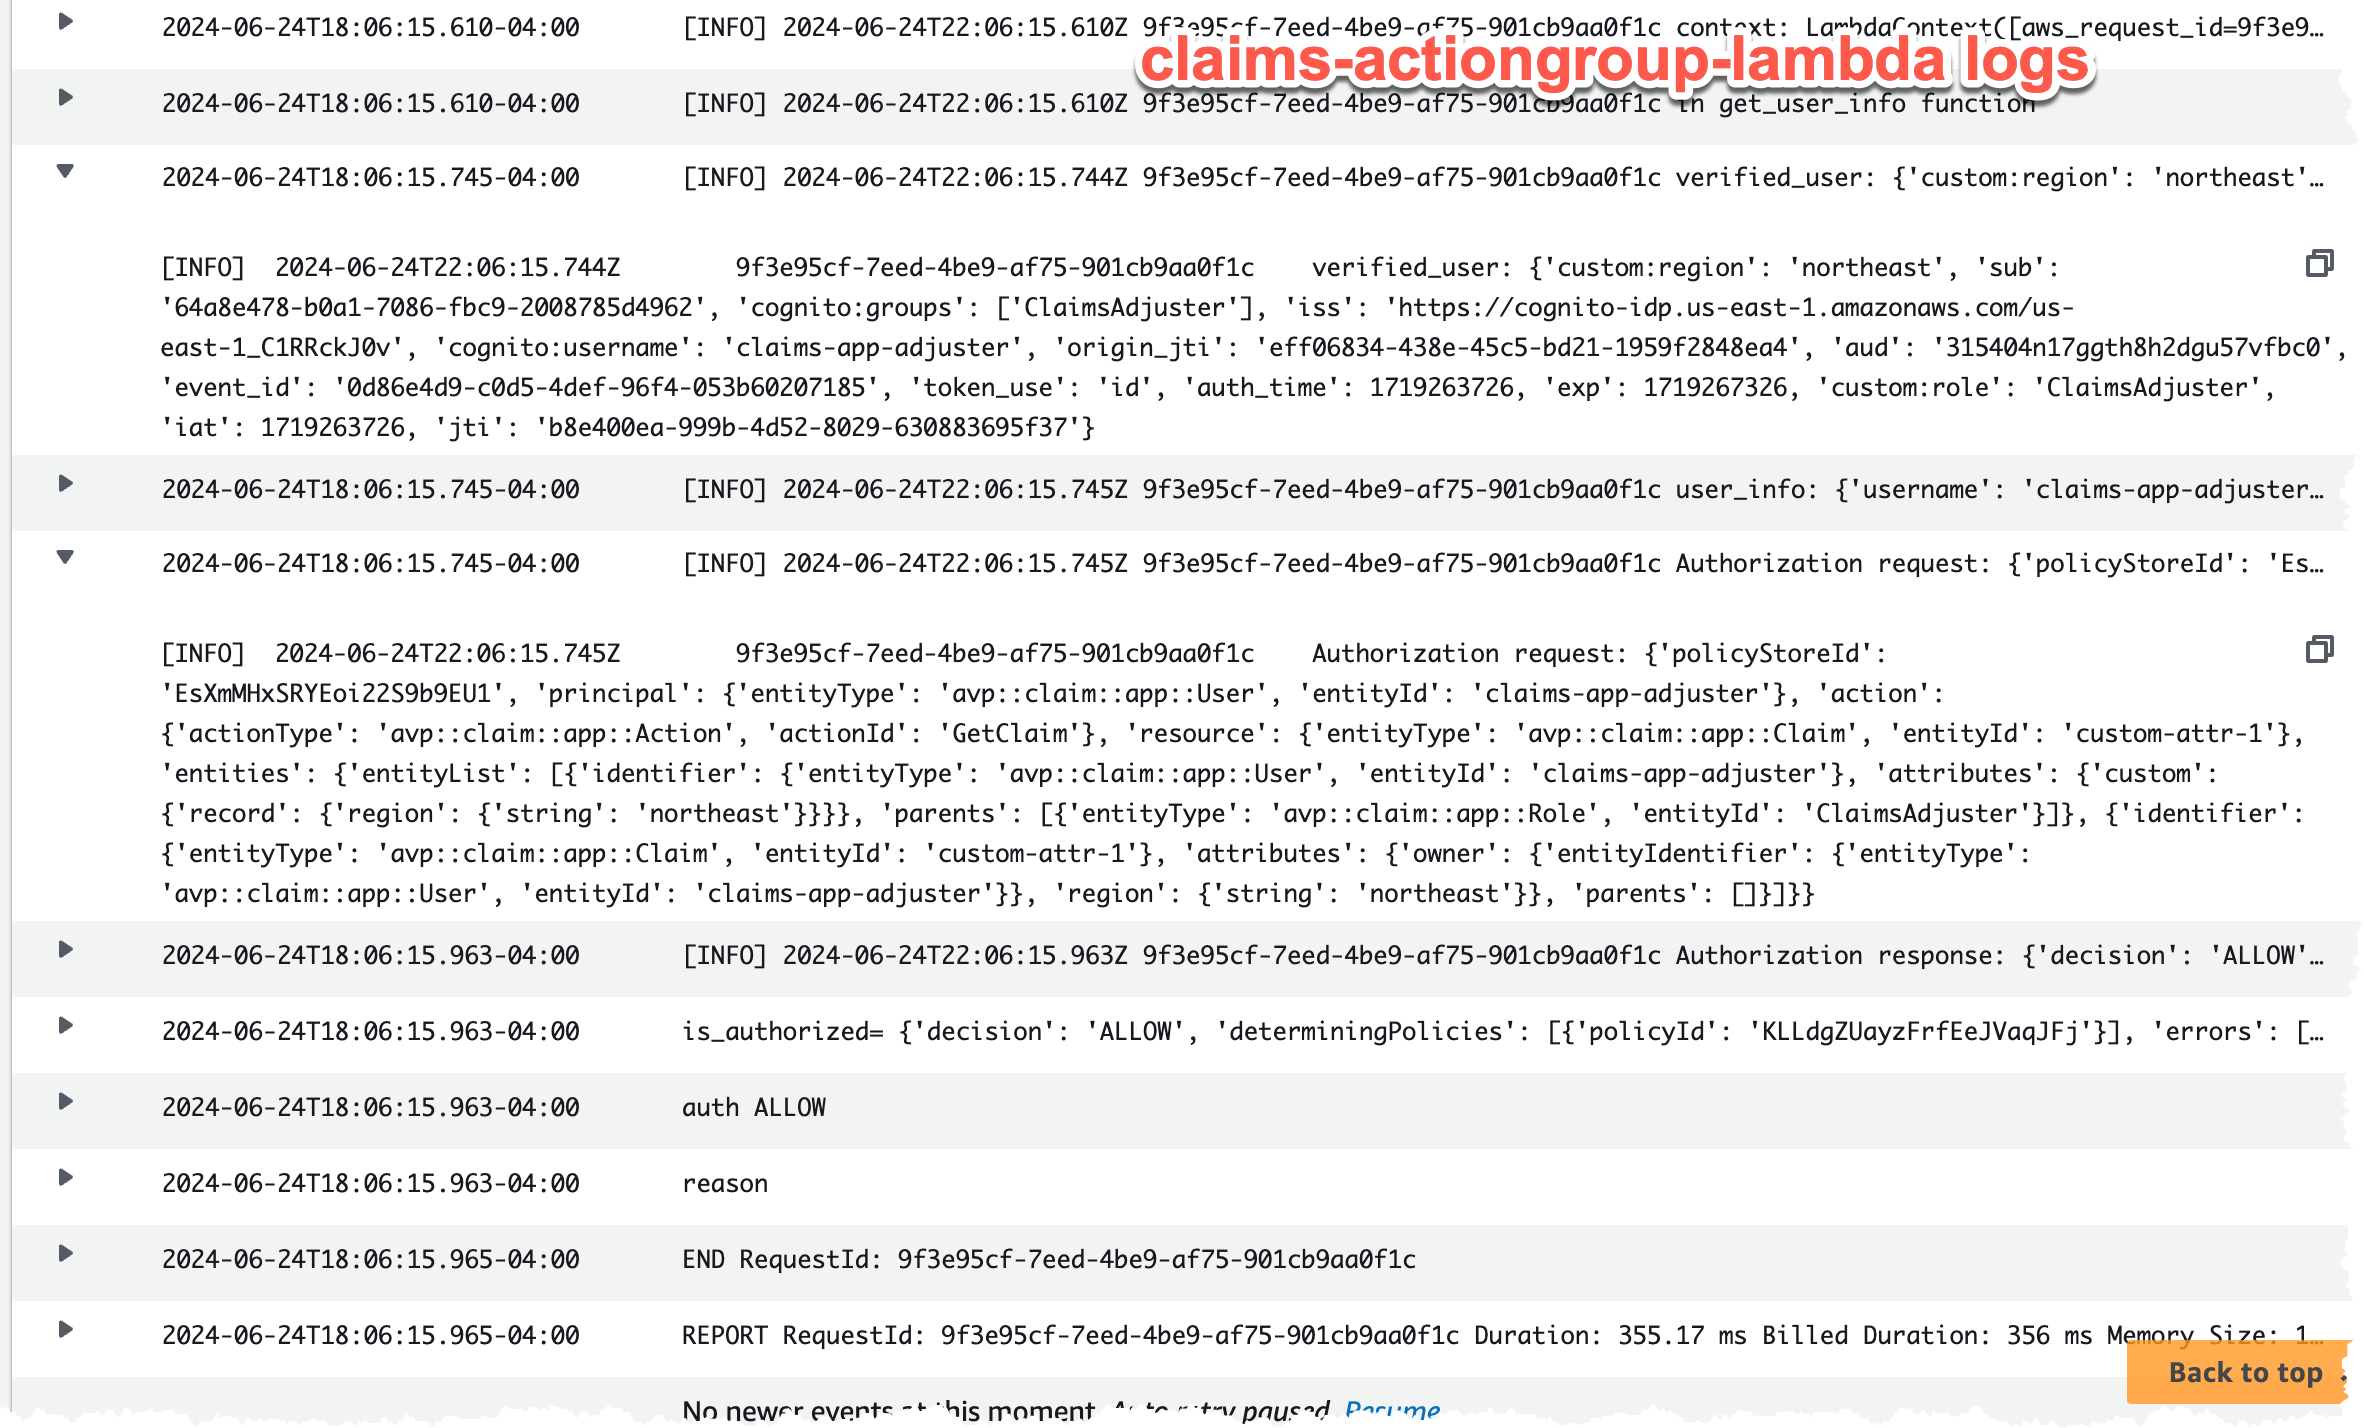 2024-06-24T18:06:15.610-04:00 [INFO] 2024-06-24T22:06:15.610Z 9f3e95cf-7eed-4be9-af75-901cb9aa0f1c context: LambdaContext([aws_request_id=9f3e9…
claims-actiongroup-lambda logs
2024-06-24T18:06:15.610-04:00 [INFO] 2024-06-24T22:06:15.610Z 9f3e95cf-7eed-4be9-af75-901cb9aa0f1c in get_user_info function
2024-06-24T18:06:15.745-04:00 [INFO] 2024-06-24T22:06:15.744Z 9f3e95cf-7eed-4be9-af75-901cb9aa0f1c verified_user: {'custom:region': 'northeast'…
[INFO] 2024-06-24T22:06:15.744Z 9f3e95cf-7eed-4be9-af75-901cb9aa0f1c verified_user: {'custom:region': 'northeast', 'sub':
'64a8e478-b0a1-7086-fbc9-2008785d4962', 'cognito:groups': ['ClaimsAdjuster'], 'iss': 'https://cognito-idp.us-east-1.amazonaws.com/us-
east-1_C1RRckJ0v', 'cognito:username': 'claims-app-adjuster', 'origin_jti': 'eff06834-438e-45c5-bd21-1959f2848ea4', 'aud': '315404n17ggth8h2dgu57vfbc0',
'event_id': '0d86e4d9-c0d5-4def-96f4-053b60207185', 'token_use': 'id', 'auth_time': 1719263726, 'exp': 1719267326, 'custom:role': 'ClaimsAdjuster',
'iat': 1719263726, 'jti': 'b8e400ea-999b-4d52-8029-630883695f37'}
2024-06-24T18:06:15.745-04:00 [INFO] 2024-06-24T22:06:15.745Z 9f3e95cf-7eed-4be9-af75-901cb9aa0f1c user_info: {'username': 'claims-app-adjuster…
2024-06-24T18:06:15.745-04:00 [INFO] 2024-06-24T22:06:15.745Z 9f3e95cf-7eed-4be9-af75-901cb9aa0f1c Authorization request: {'policyStoreId': 'Es…
[INFO] 2024-06-24T22:06:15.745Z 9f3e95cf-7eed-4be9-af75-901cb9aa0f1c Authorization request: {'policyStoreId':
'EsXmMHxSRYEoi22S9b9EU1', 'principal': {'entityType': 'avp::claim::app::User', 'entityId': 'claims-app-adjuster'}, 'action':
{'actionType': 'avp::claim::app::Action', 'actionId': 'GetClaim'}, 'resource': {'entityType': 'avp::claim::app::Claim', 'entityId': 'custom-attr-1'},
'entities': {'entityList': [{'identifier': {'entityType': 'avp::claim::app::User', 'entityId': 'claims-app-adjuster'}, 'attributes': {'custom':
{'record': {'region': {'string': 'northeast'}}}}, 'parents': [{'entityType': 'avp::claim::app::Role', 'entityId': 'ClaimsAdjuster'}]}, {'identifier':
{'entityType': 'avp::claim::app::Claim', 'entityId': 'custom-attr-1'}, 'attributes': {'owner': {'entityIdentifier': {'entityType':
'avp::claim::app::User', 'entityId': 'claims-app-adjuster'}}, 'region': {'string': 'northeast'}}, 'parents': []}]}}
2024-06-24T18:06:15.963-04:00 [INFO] 2024-06-24T22:06:15.963Z 9f3e95cf-7eed-4be9-af75-901cb9aa0f1c Authorization response: {'decision': 'ALLOW'…
2024-06-24T18:06:15.963-04:00 is_authorized= {'decision': 'ALLOW', 'determiningPolicies': [{'policyId': 'KLLdgZUayzFrfEeJVaqJFj'}], 'errors': […
2024-06-24T18:06:15.963-04:00 auth ALLOW
2024-06-24T18:06:15.963-04:00 reason
2024-06-24T18:06:15.965-04:00 END RequestId: 9f3e95cf-7eed-4be9-af75-901cb9aa0f1c
2024-06-24T18:06:15.965-04:00 REPORT RequestId: 9f3e95cf-7eed-4be9-af75-901cb9aa0f1c Duration: 355.17 ms Billed Duration: 356 ms Memory Size: 1…
Back to top
No newer events at this moment. Auto retry paused. Resume